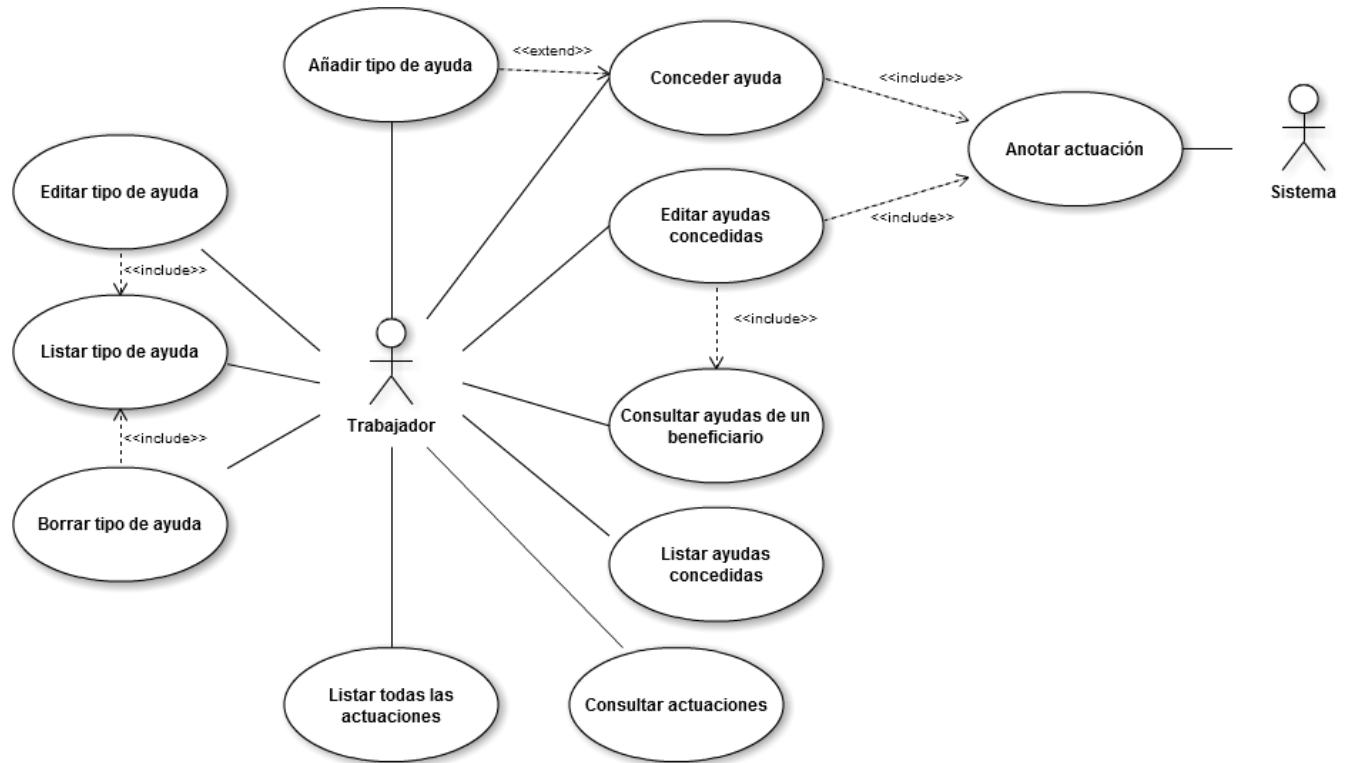 Añadir tipo de ayuda
<<extend>>
Conceder ayuda
<<include>>
Anotar actuación
Sistema
Editar tipo de ayuda
<<include>>
Editar ayudas
concedidas
<<include>>
<<include>>
Listar tipo de ayuda
Trabajador
Consultar ayudas de un
beneficiario
<<include>>
Borrar tipo de ayuda
Listar ayudas
concedidas
Listar todas las
actuaciones
Consultar actuaciones